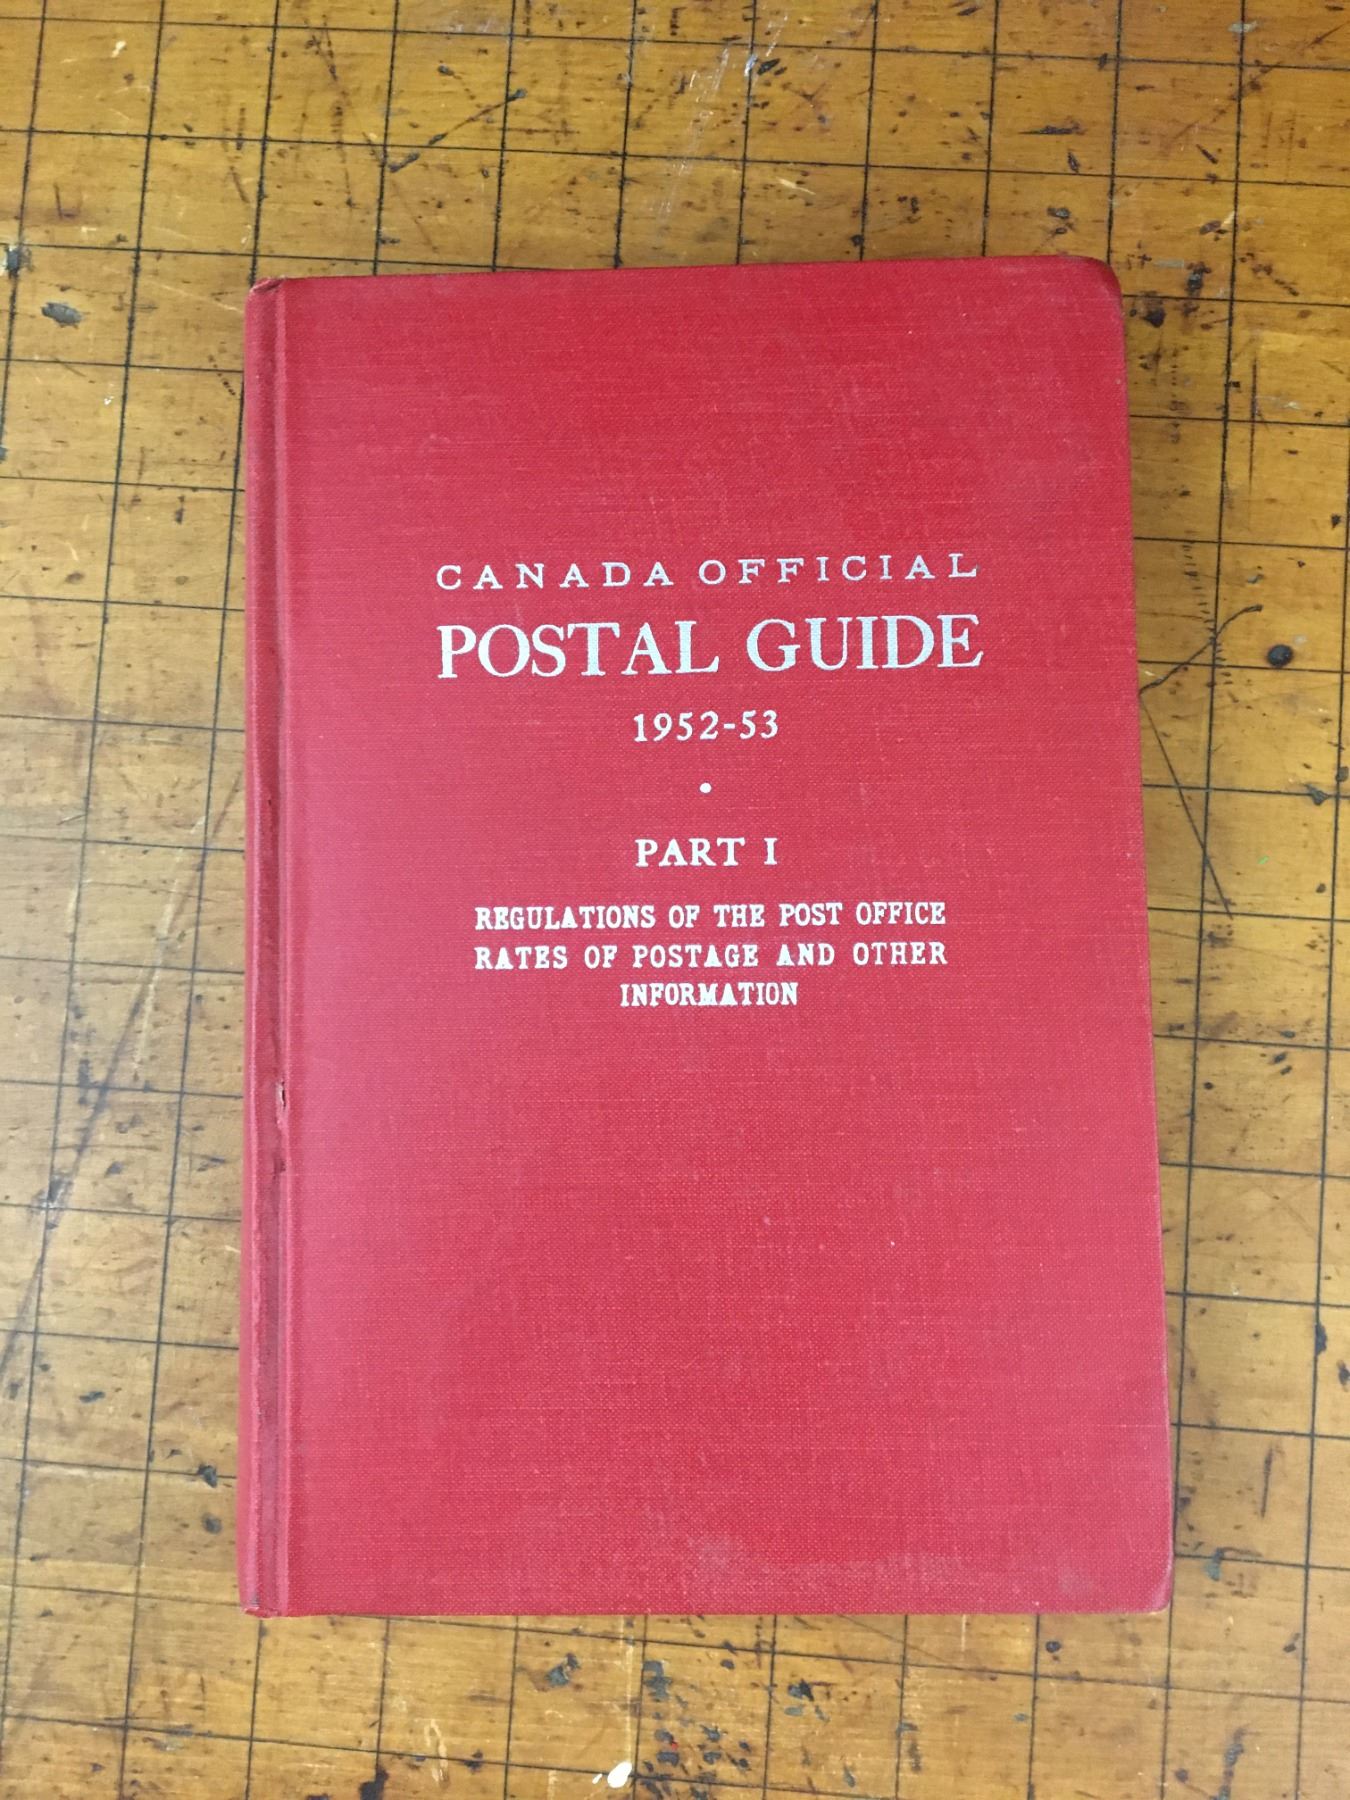 CANADA OFFICIAL
POSTAL GUIDE
1952-53
•
PART I
REGULATIONS OF THE POST OFFICE
RATES OF POSTAGE AND OTHER
INFORMATION